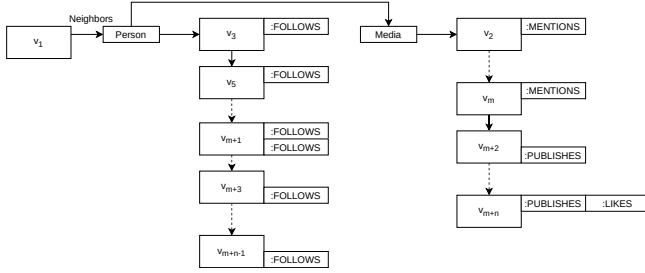 Neighbors
v1
Person
v3
:FOLLOWS
Media
v2
:MENTIONS
v5
:FOLLOWS
vm
:MENTIONS
vm+1
:FOLLOWS
:FOLLOWS
vm+2
:PUBLISHES
vm+3
:FOLLOWS
vm+n
:PUBLISHES
:LIKES
vm+n-1
:FOLLOWS